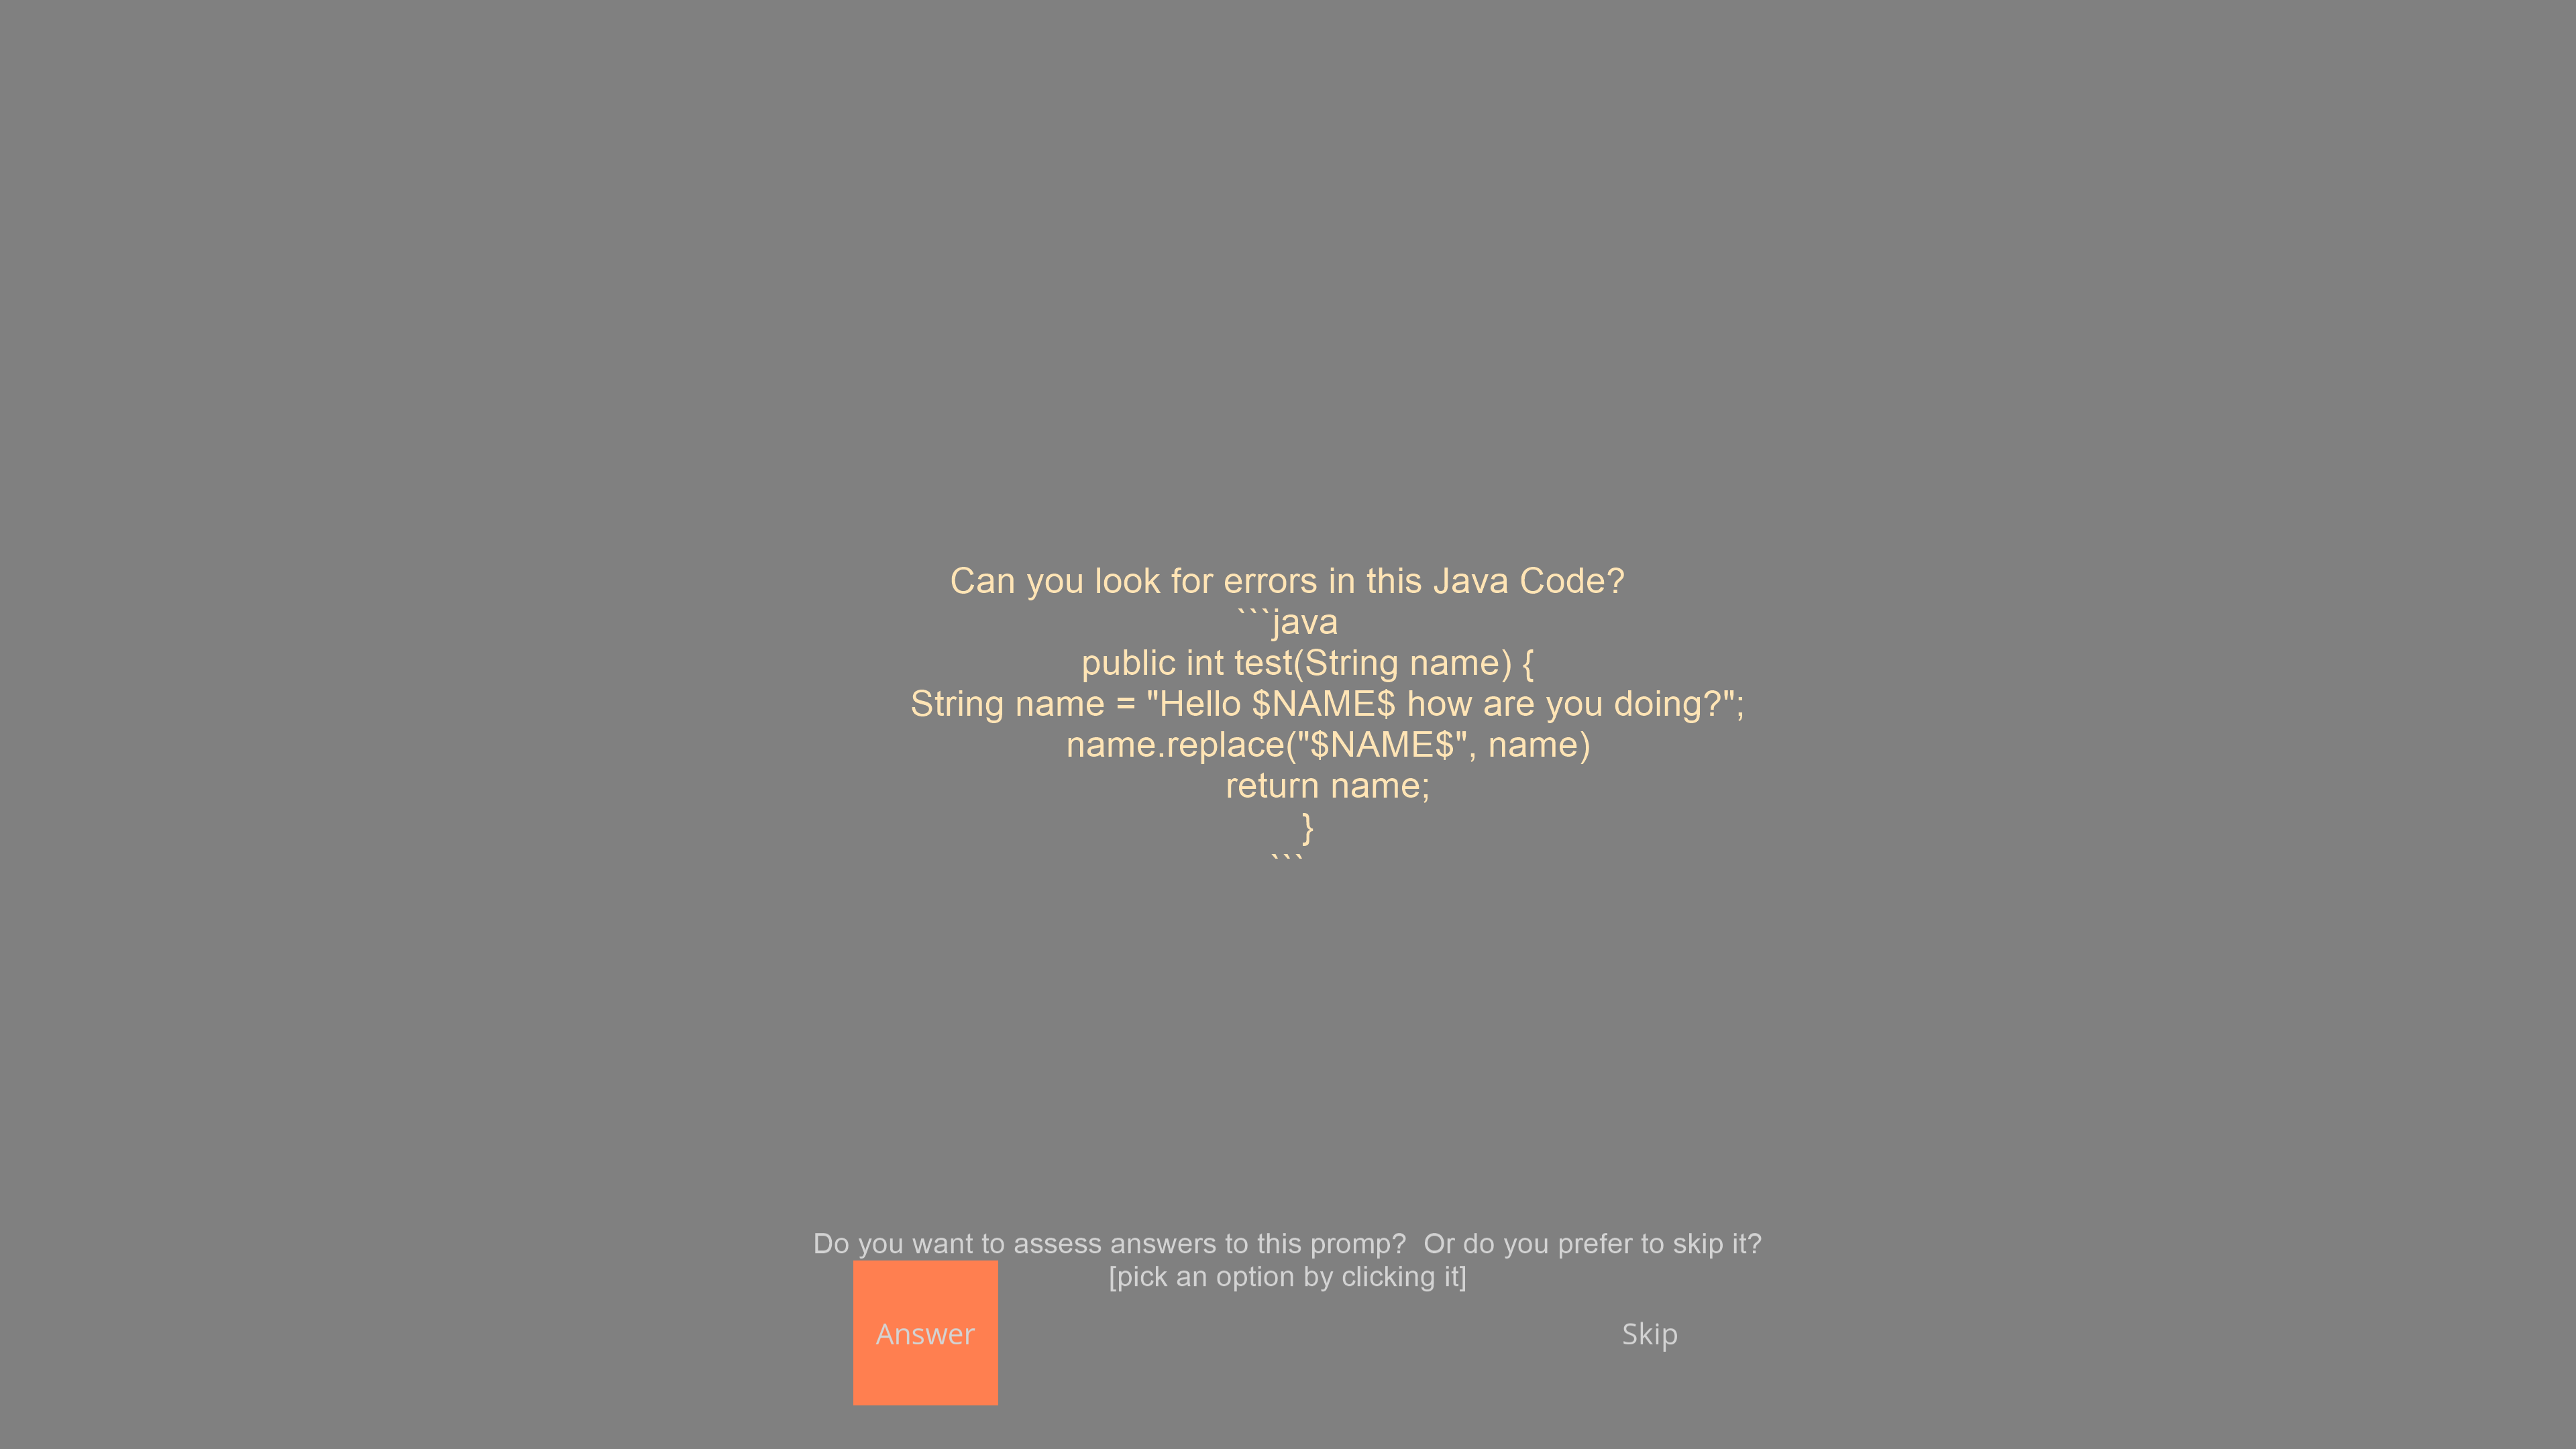 Can you look for errors in this Java Code?
```java
public int test(String name) {
String name = "Hello $NAME$ how are you doing?";
name.replace("$NAME$", name)
return name;
}
```
Do you want to assess answers to this promp?  Or do you prefer to skip it?
[pick an option by clicking it]
Answer
Skip